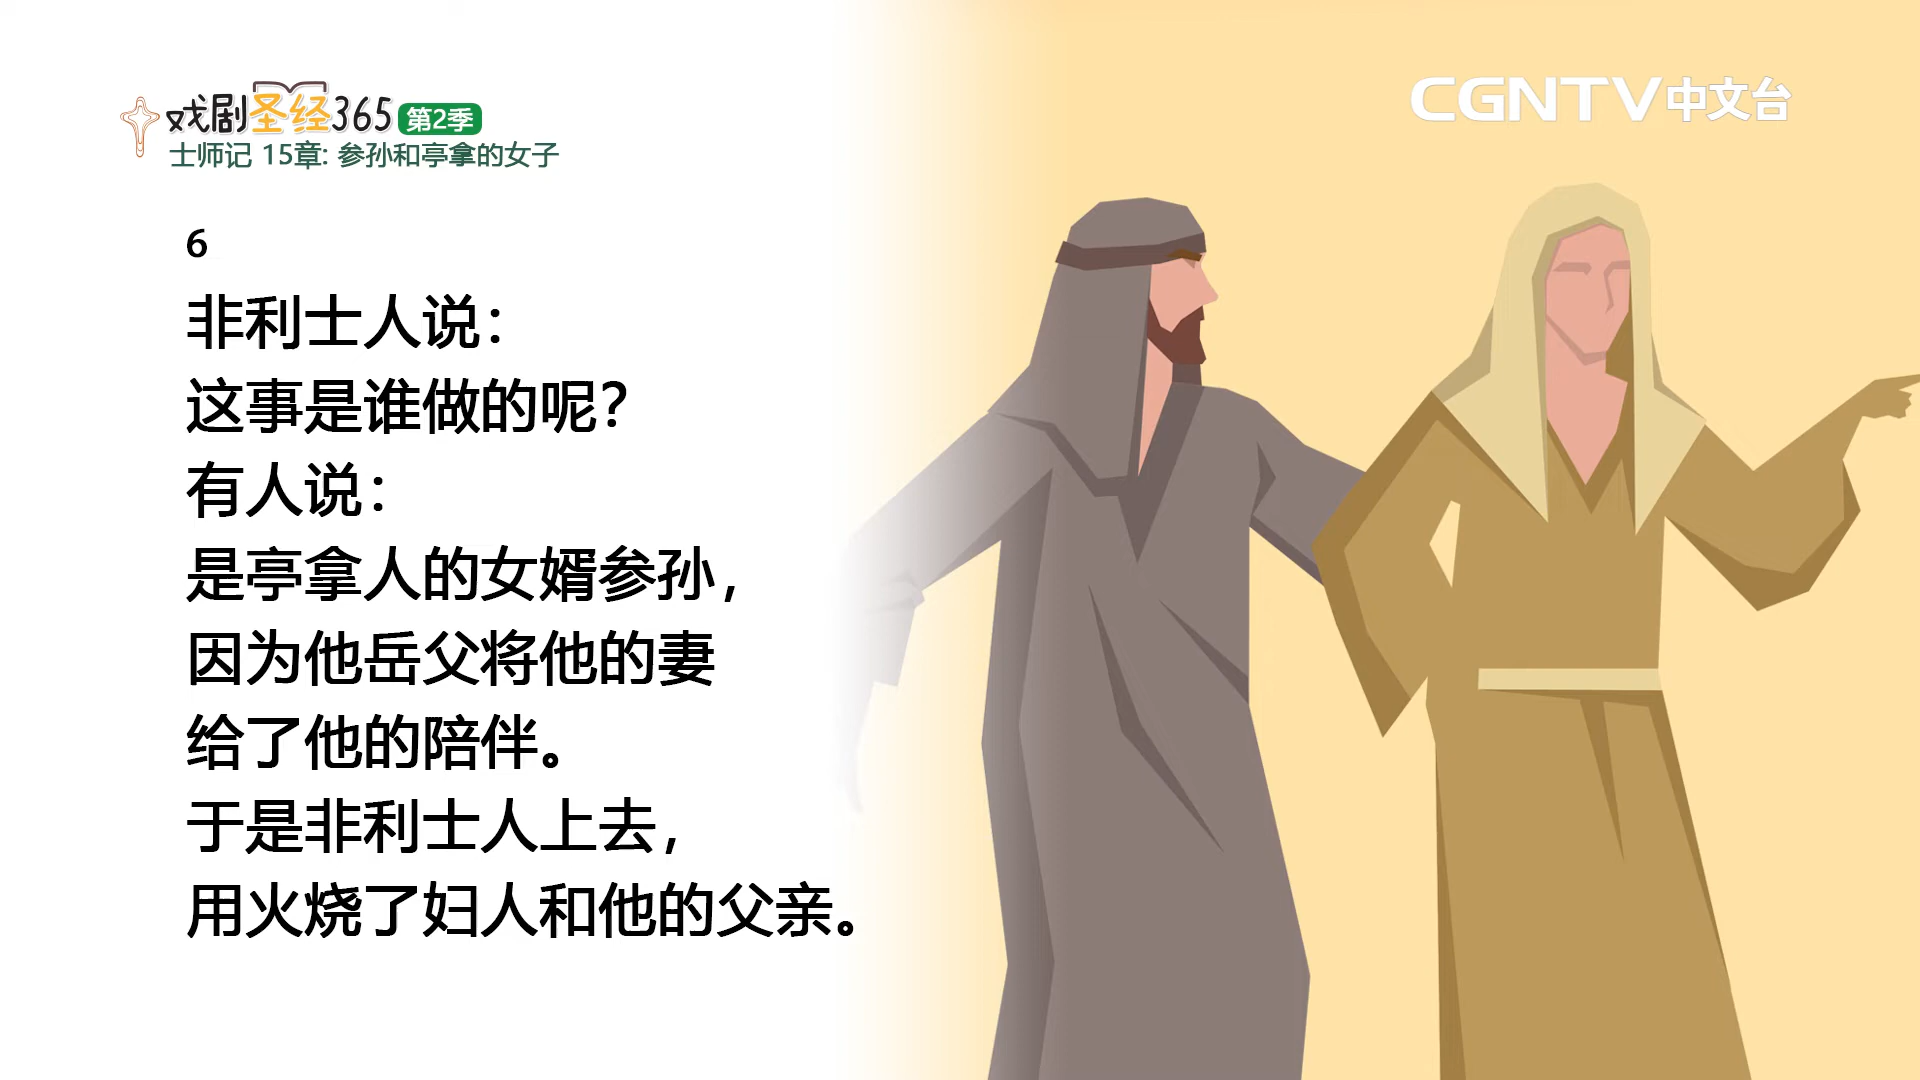 戏剧圣经365 第2季
CGNTV中文台
士师记 15章: 参孙和亭拿的女子
6
非利士人说：
这事是谁做的呢？
有人说：
是亭拿人的女婿参孙，
因为他岳父将他的妻
给了他的陪伴。
于是非利士人上去，
用火烧了妇人和他的父亲。